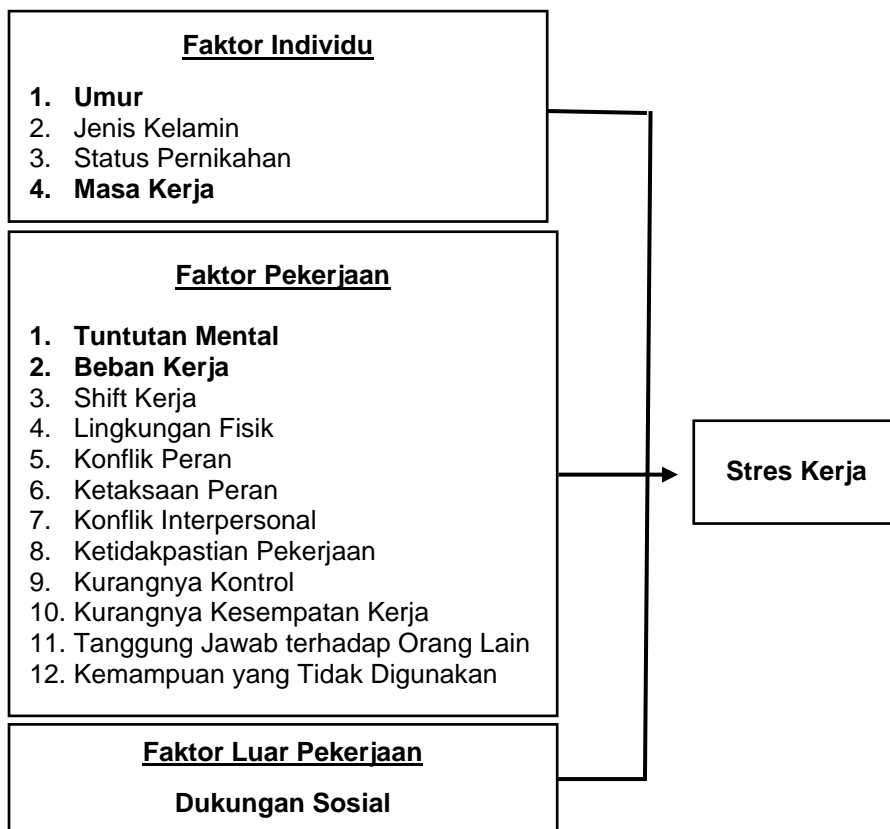 Faktor Individu
1. Umur
2. Jenis Kelamin
3. Status Pernikahan
4. Masa Kerja
Faktor Pekerjaan
1. Tuntutan Mental
2. Beban Kerja
3. Shift Kerja
4. Lingkungan Fisik
5. Konflik Peran
6. Ketaksaan Peran
7. Konflik Interpersonal
8. Ketidakpastian Pekerjaan
9. Kurangnya Kontrol
10. Kurangnya Kesempatan Kerja
11. Tanggung Jawab terhadap Orang Lain
12. Kemampuan yang Tidak Digunakan
Faktor Luar Pekerjaan
Dukungan Sosial
Stres Kerja